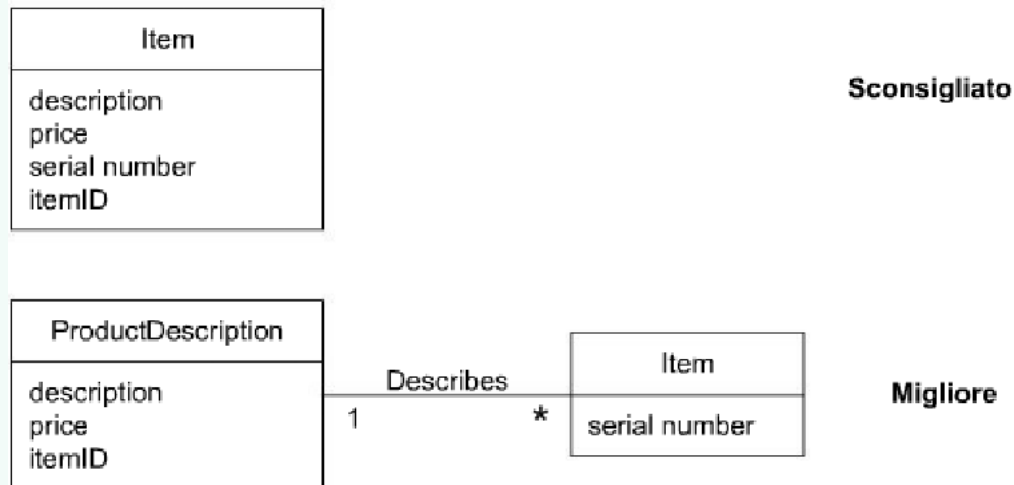 Item
description
price
serial number
itemID
Sconsigliato
ProductDescription
description
price
itemID
Describes
1
*
Item
serial number
Migliore